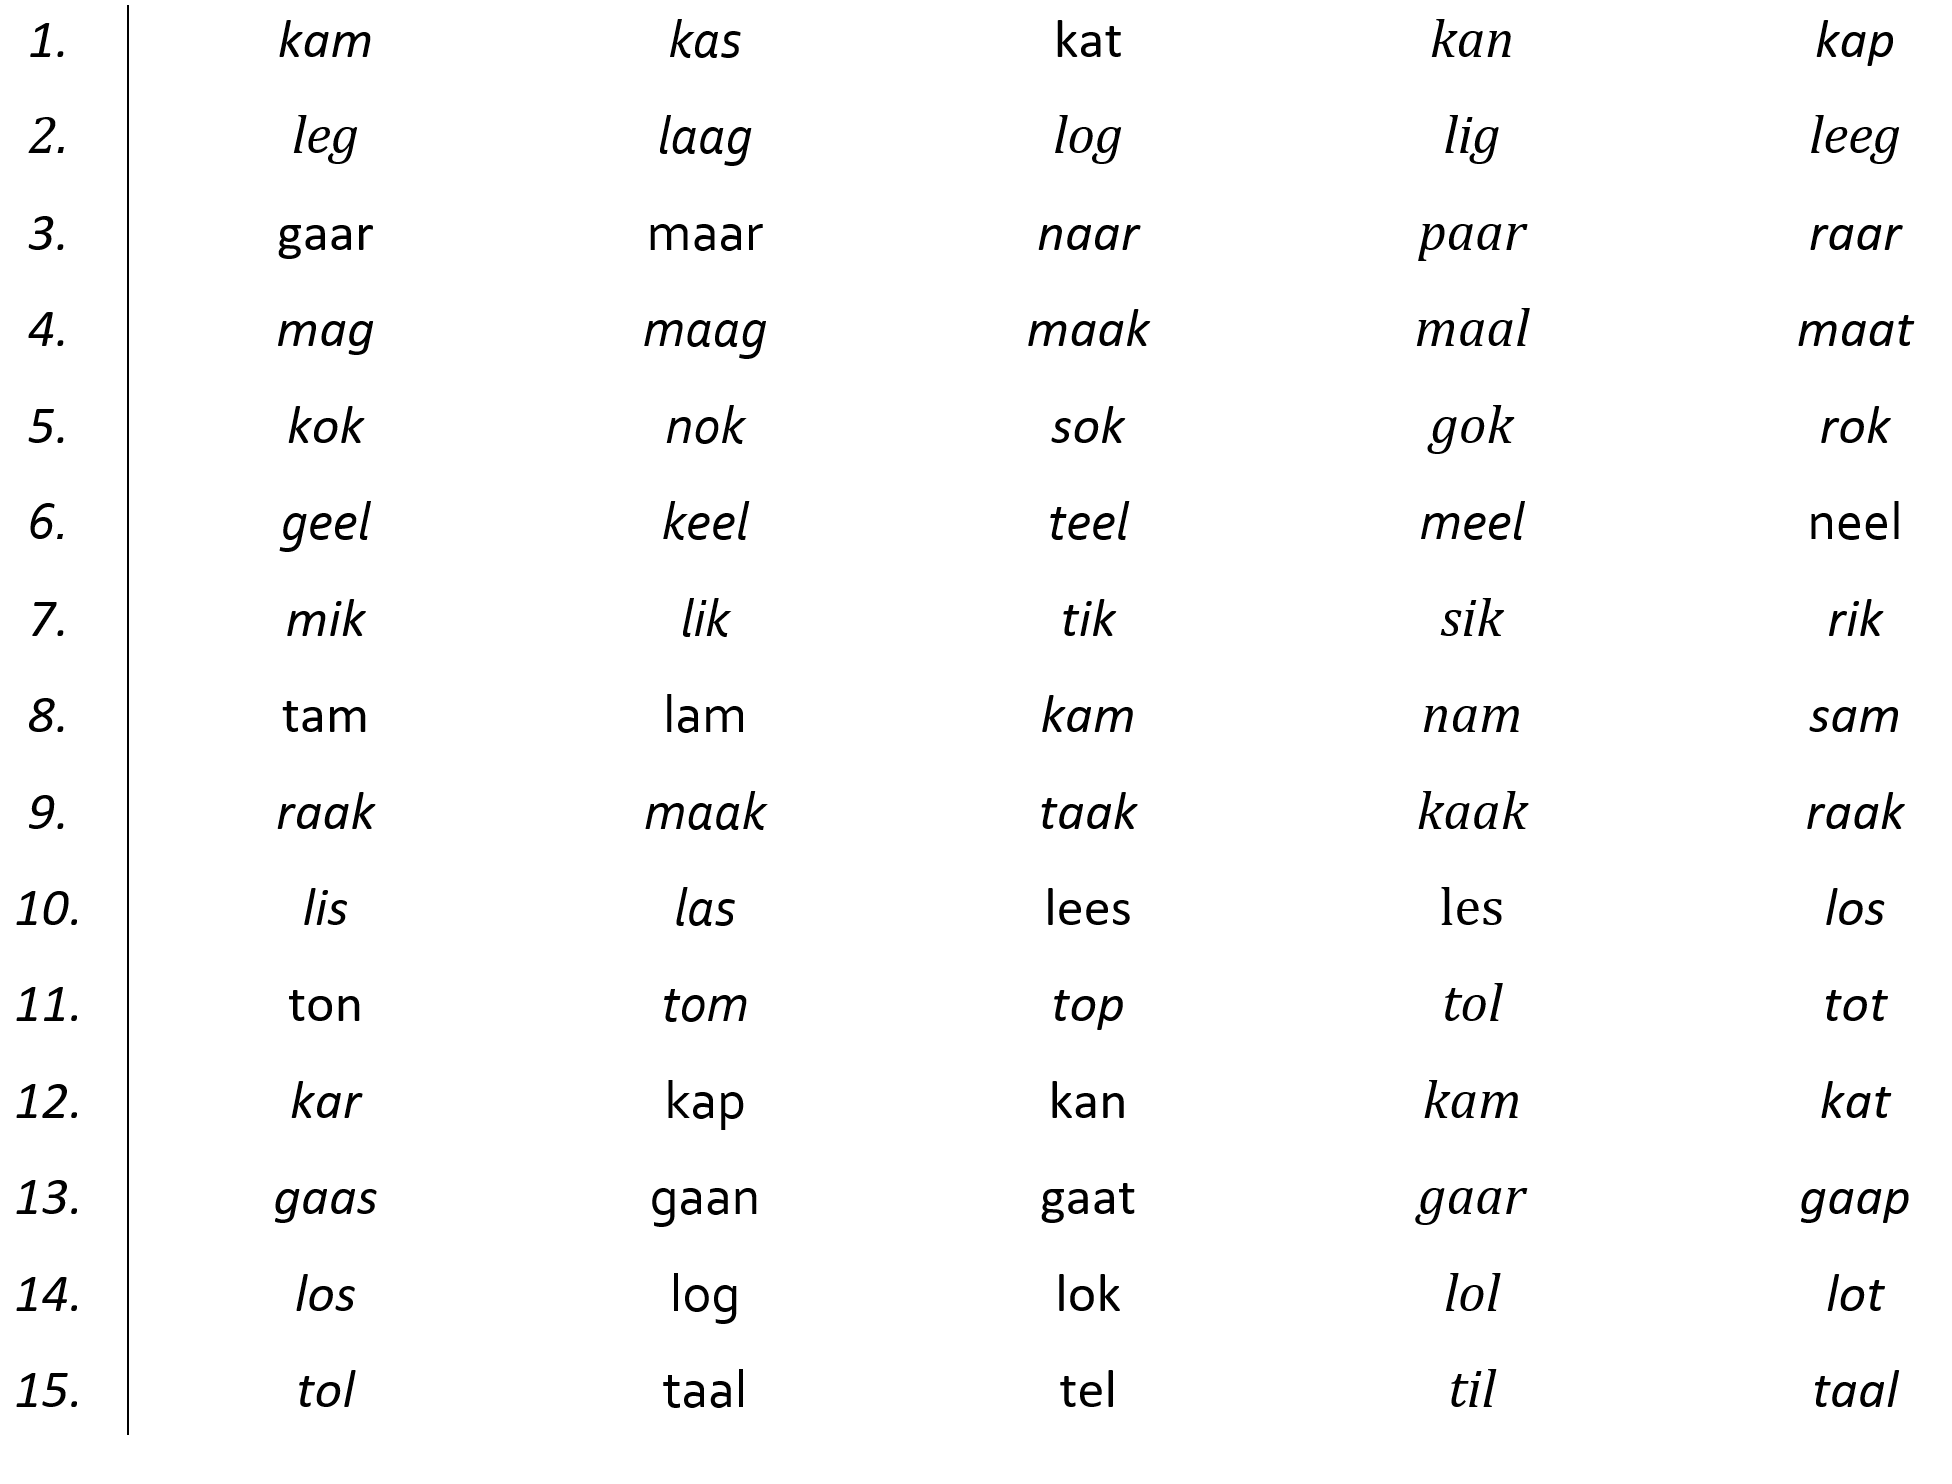 1. kam kas kat kan kap
2. leg laag log lig leeg
3. gaar maar naar paar raar
4. mag maag maak maal maat
5. kok nok sok gok rok
6. geel keel teel meel neel
7. mik lik tik sik rik
8. tam lam kam nam sam
9. raak maak taak kaak raak
10. lis las lees les los
11. ton tom top tol tot
12. kar kap kan kam kat
13. gaas gaan gaat gaar gaap
14. los log lok lol lot
15. tol taal tel til taal